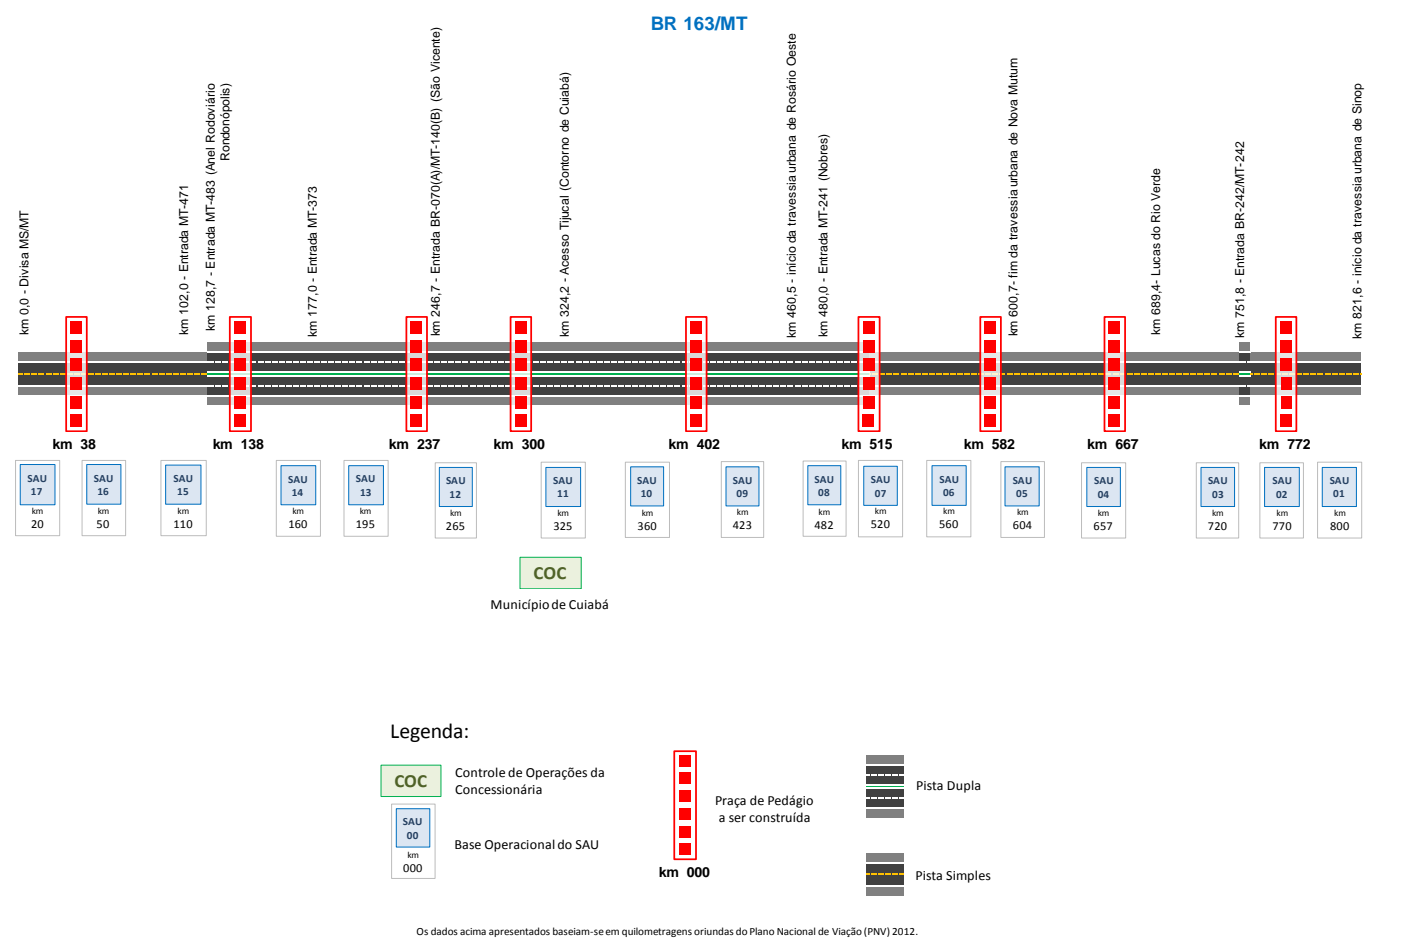 BR 163/MT
km 0,0 - Divisa MS/MT
km 102,0 - Entrada MT-471
km 128,7 - Entrada MT-483 (Anel Rodoviário
Rondonópolis)
km 177,0 - Entrada MT-373
km 246,7 - Entrada BR-070(A)/MT-140(B) (São Vicente)
km 324,2 - Acesso Tijucal (Contorno de Cuiabá)
km 460,5 - início da travessia urbana de Rosário Oeste
km 480,0 - Entrada MT-241 (Nobres)
km 600,7- fim da travessia urbana de Nova Mutum
km 689,4- Lucas do Rio Verde
km 751,8 - Entrada BR-242/MT-242
km 821,6 - início da travessia urbana de Sinop
km 38
km 138
km 237
km 300
km 402
km 515
km 582
km 667
km 772
SAU
17
km
20
SAU
16
km
50
SAU
15
km
110
SAU
14
km
160
SAU
13
km
195
SAU
12
km
265
SAU
11
km
325
SAU
10
km
360
SAU
09
km
423
SAU
08
km
482
SAU
07
km
520
SAU
06
km
560
SAU
05
km
604
SAU
04
km
657
SAU
03
km
720
SAU
02
km
770
SAU
01
km
800
COC
Município de Cuiabá
Legenda:
COC
Controle de Operações da
Concessionária
SAU
00
km
000
Base Operacional do SAU
Praça de Pedágio
a ser construída
km 000
Pista Dupla
Pista Simples
Os dados acima apresentados baseiam-se em quilometragens oriundas do Plano Nacional de Viação (PNV) 2012.